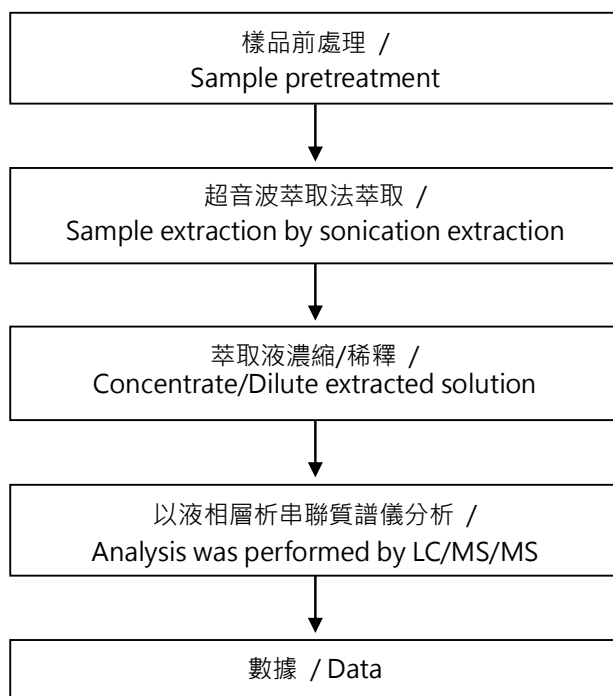 樣品前處理 /
Sample pretreatment
超音波萃取法萃取 /
Sample extraction by sonication extraction
萃取液濃縮/稀釋 /
Concentrate/Dilute extracted solution
以液相層析串聯質譜儀分析 /
Analysis was performed by LC/MS/MS
數據 / Data